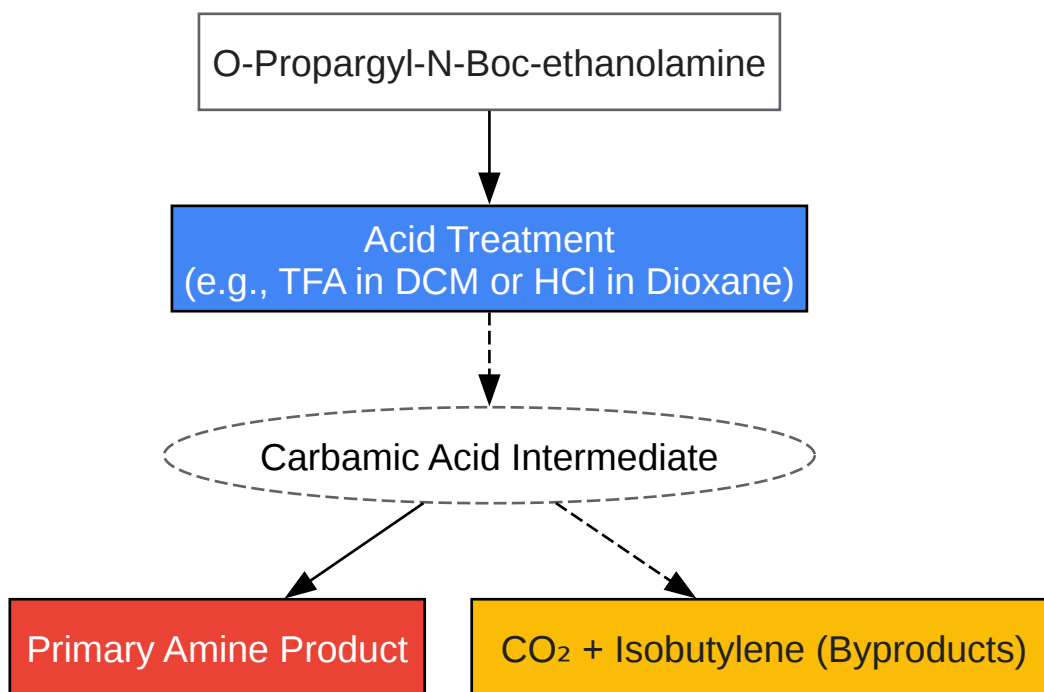 O-Propargyl-N-Boc-ethanolamine
Acid Treatment
(e.g., TFA in DCM or HCl in Dioxane)
Carbamic Acid Intermediate
Primary Amine Product
CO₂ + Isobutylene (Byproducts)